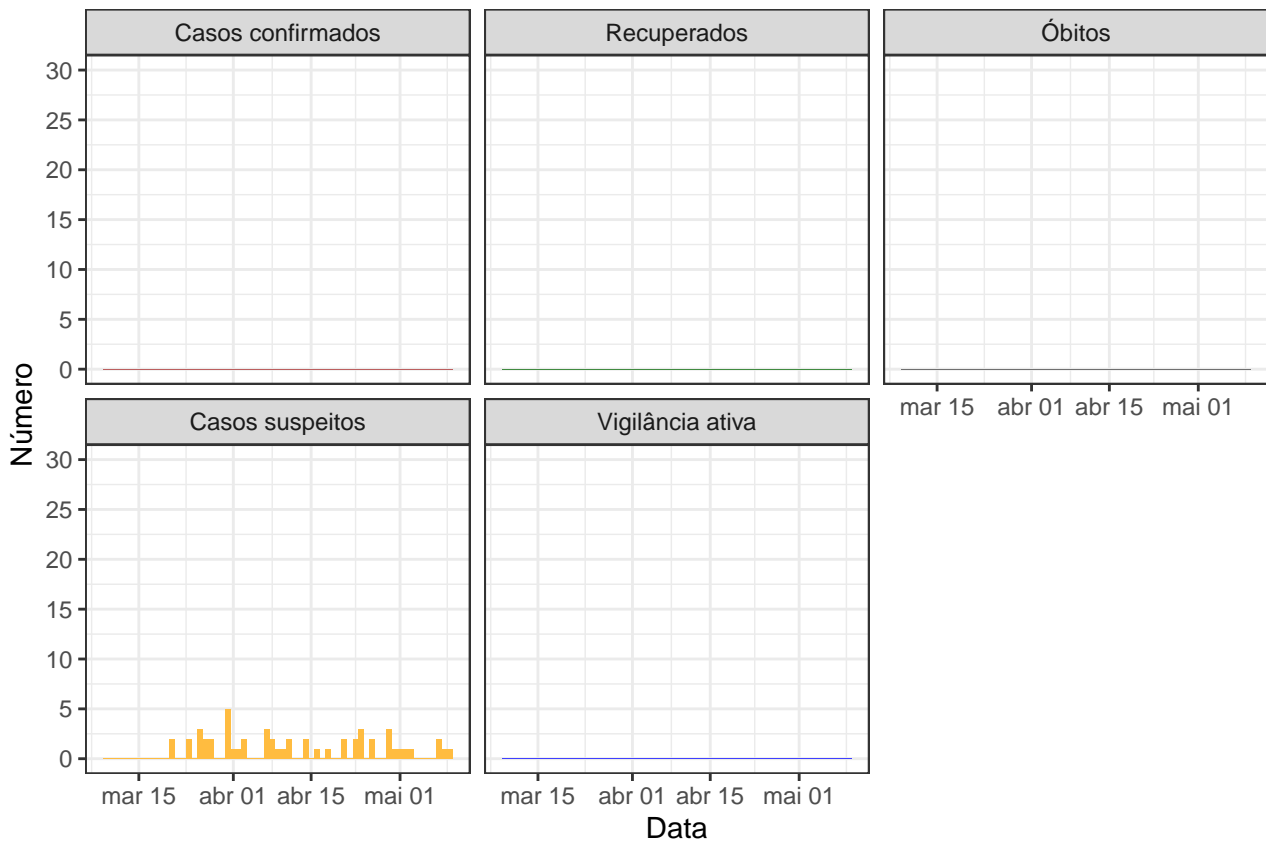 Casos confirmados
Recuperados
Óbitos
30
25
20
15
10
5
0
mar 15 abr 01 abr 15 mai 01
Casos suspeitos
Vigilância ativa
30
25
20
15
10
5
0
mar 15 abr 01 abr 15 mai 01
mar 15 abr 01 abr 15 mai 01
Número
Data